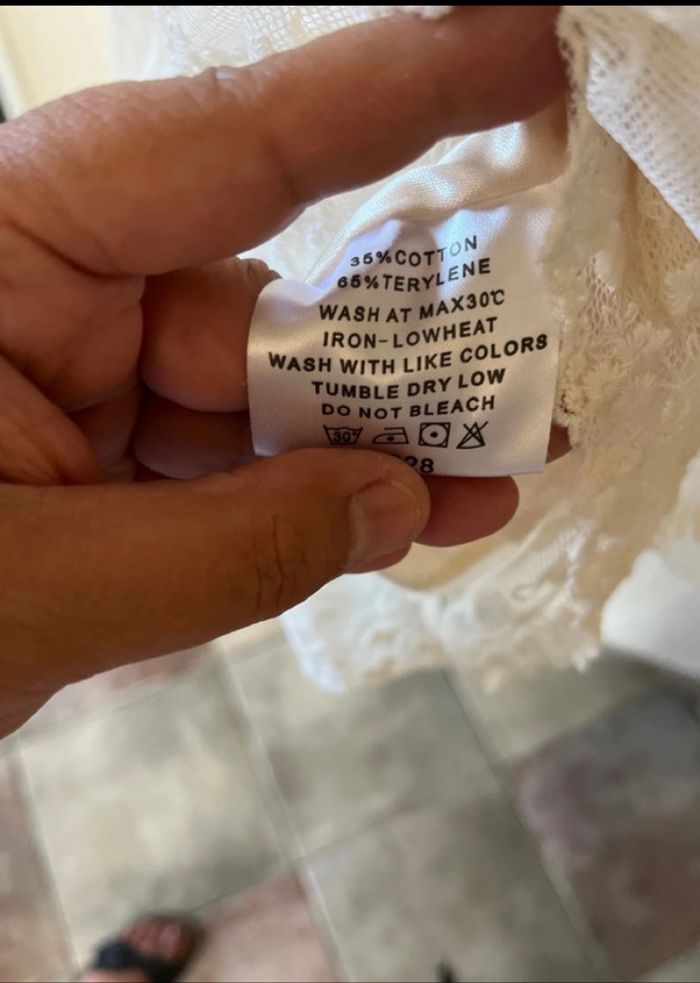 35%COTTON
65%TERYLENE
WASH AT MAX30℃
IRON-LOWHEAT
WASH WITH LIKE COLORS
TUMBLE DRY LOW
DO NOT BLEACH
30°